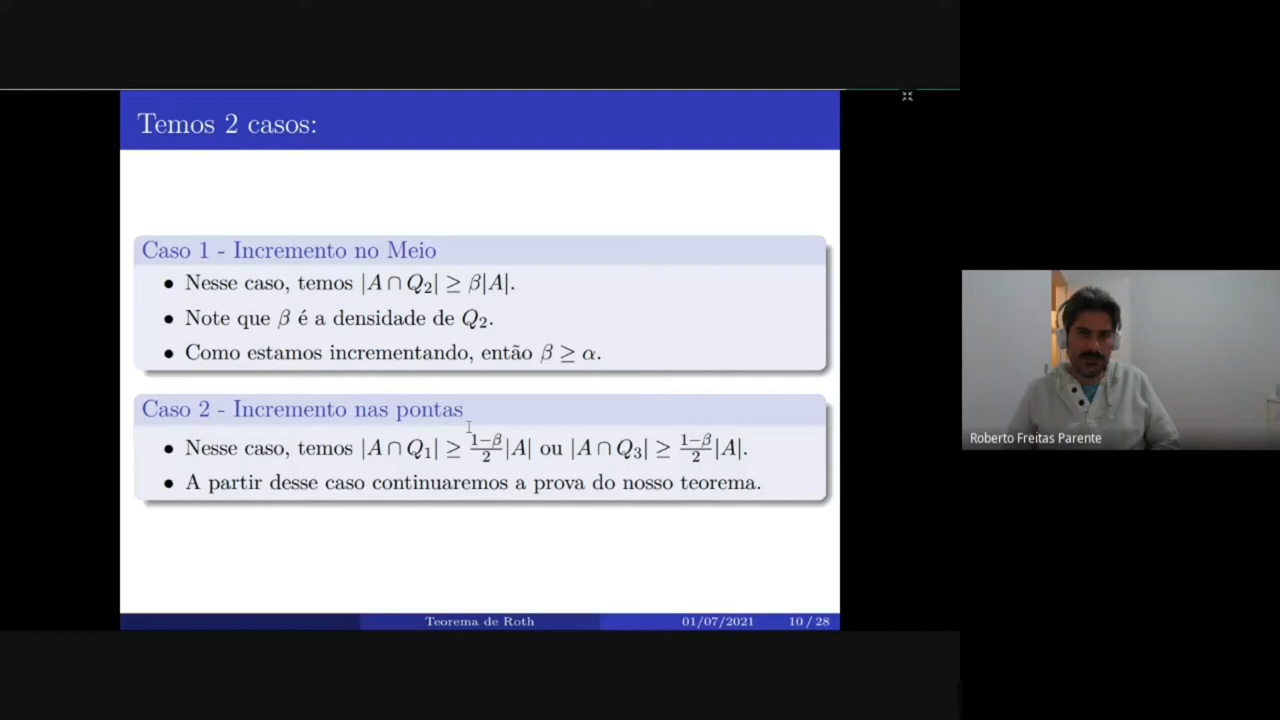 Temos 2 casos:
Caso 1 - Incremento no Meio
• Nesse caso, temos |A ∩ Q₂| ≥ β|A|.
• Note que β é a densidade de Q₂.
• Como estamos incrementando, então β ≥ α.
Caso 2 - Incremento nas pontas
• Nesse caso, temos |A ∩ Q₁| ≥ (1−β)/2 |A| ou |A ∩ Q₃| ≥ (1−β)/2 |A|.
• A partir desse caso continuaremos a prova do nosso teorema.
Teorema de Roth 01/07/2021 10 / 28
Roberto Freitas Parente